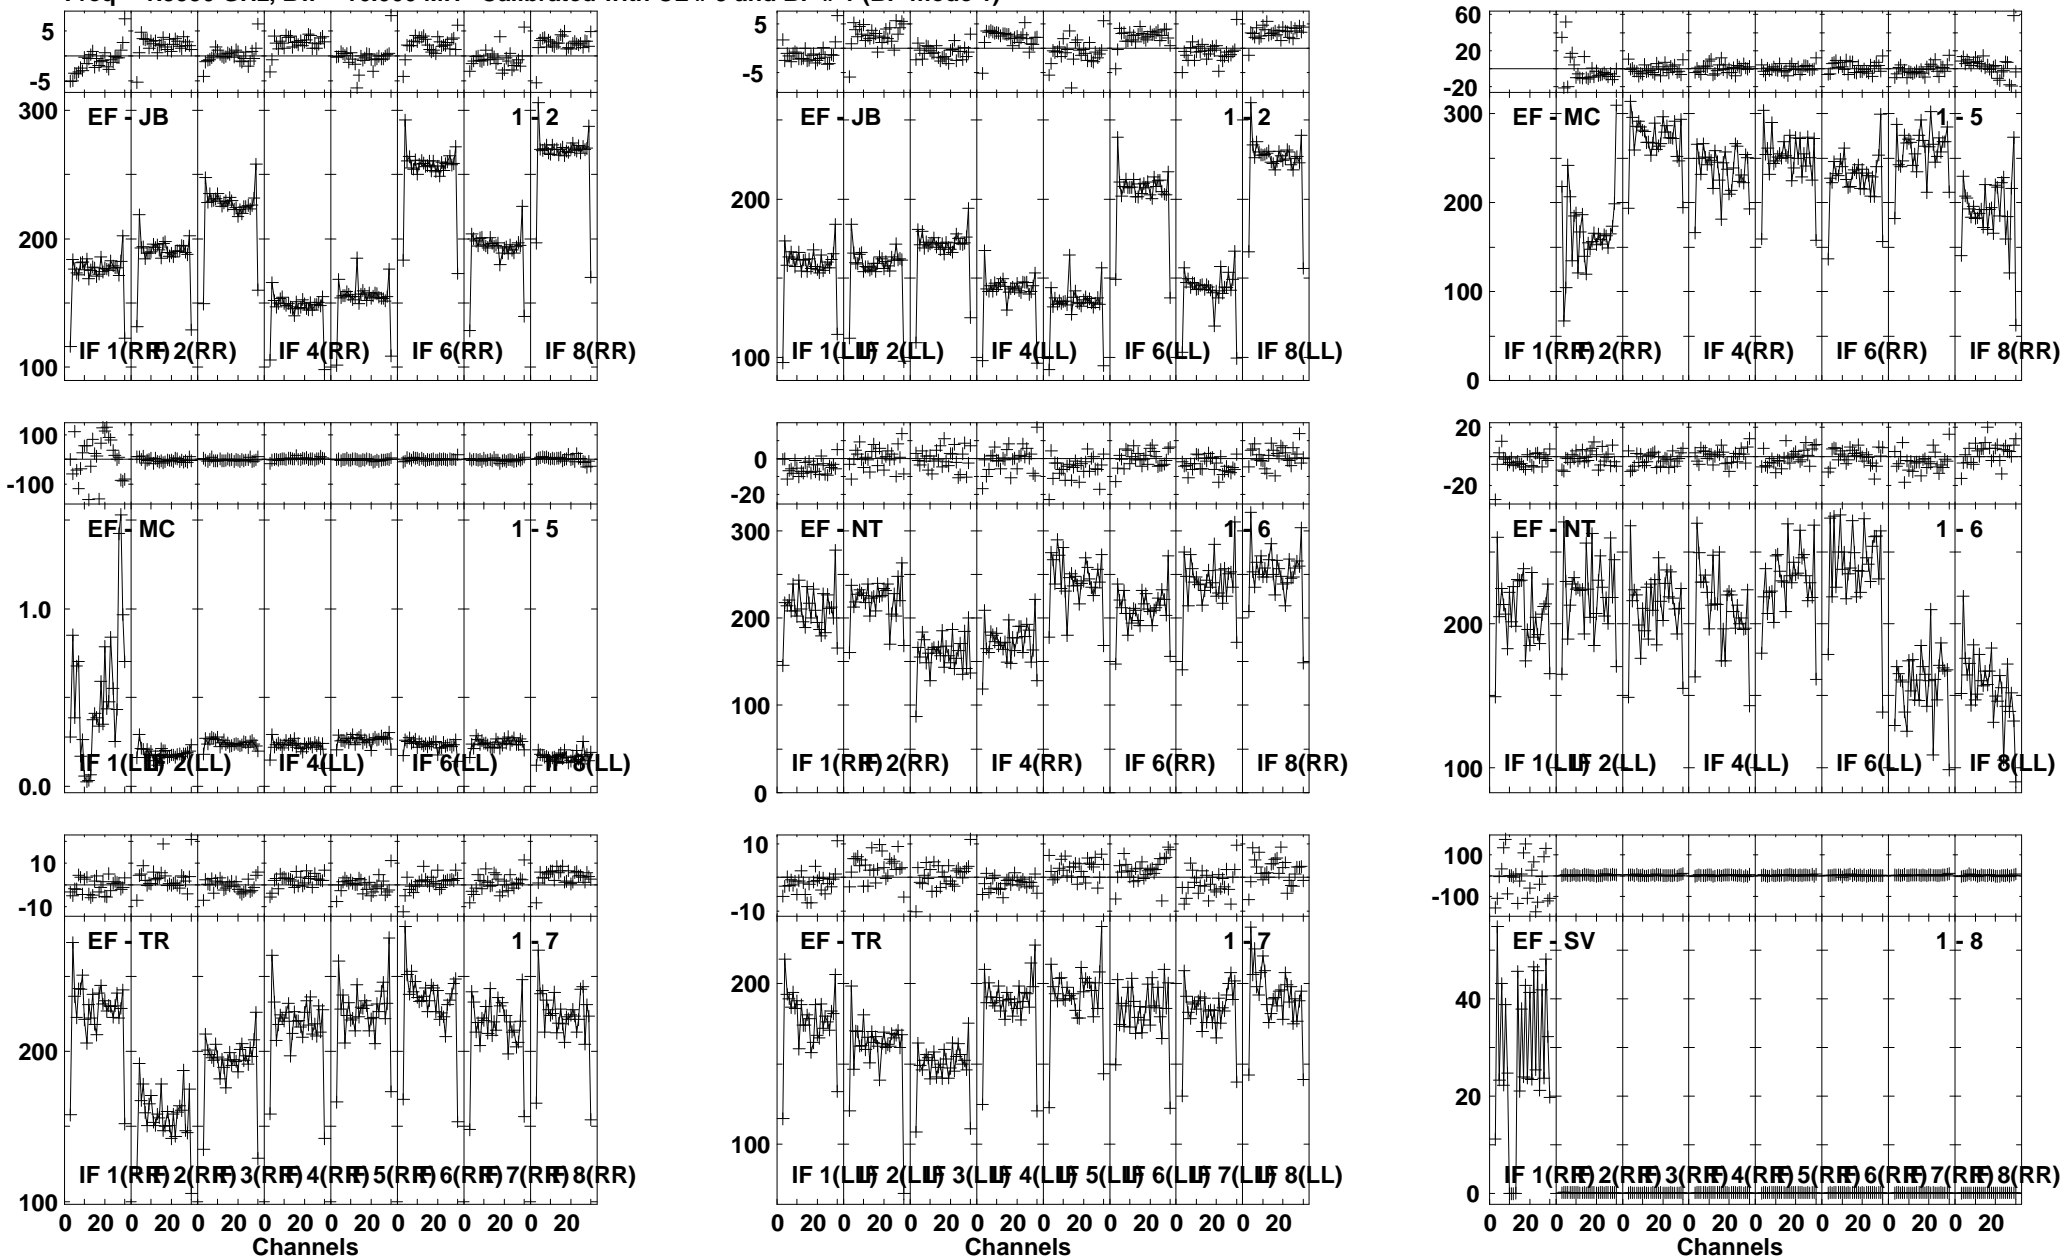 5
-5
300
200
100
EF - JB
1 - 2
IF 1(RR)
IF 2(RR)
IF 4(RR)
IF 6(RR)
IF 8(RR)
5
-5
200
100
EF - JB
1 - 2
IF 1(LL)
IF 2(LL)
IF 4(LL)
IF 6(LL)
IF 8(LL)
60
20
-20
300
200
100
0
EF - MC
1 - 5
IF 1(RR)
IF 2(RR)
IF 4(RR)
IF 6(RR)
IF 8(RR)
100
-100
1.0
0.0
EF - MC
1 - 5
IF 1(LL)
IF 2(LL)
IF 4(LL)
IF 6(LL)
IF 8(LL)
0
-20
300
200
100
0
EF - NT
1 - 6
IF 1(RR)
IF 2(RR)
IF 4(RR)
IF 6(RR)
IF 8(RR)
20
-20
200
100
EF - NT
1 - 6
IF 1(LL)
IF 2(LL)
IF 4(LL)
IF 6(LL)
IF 8(LL)
10
-10
200
100
EF - TR
1 - 7
IF 1(RR)
IF 2(RR)
IF 3(RR)
IF 4(RR)
IF 5(RR)
IF 6(RR)
IF 7(RR)
IF 8(RR)
0 20 0 20 0 20 0 20 0 20 0 20 0 20 0 20
Channels
10
-10
200
100
EF - TR
1 - 7
IF 1(LL)
IF 2(LL)
IF 3(LL)
IF 4(LL)
IF 5(LL)
IF 6(LL)
IF 7(LL)
IF 8(LL)
0 20 0 20 0 20 0 20 0 20 0 20 0 20 0 20
Channels
100
-100
40
20
0
EF - SV
1 - 8
IF 1(RR)
IF 2(RR)
IF 3(RR)
IF 4(RR)
IF 5(RR)
IF 6(RR)
IF 7(RR)
IF 8(RR)
0 20 0 20 0 20 0 20 0 20 0 20 0 20 0 20
Channels